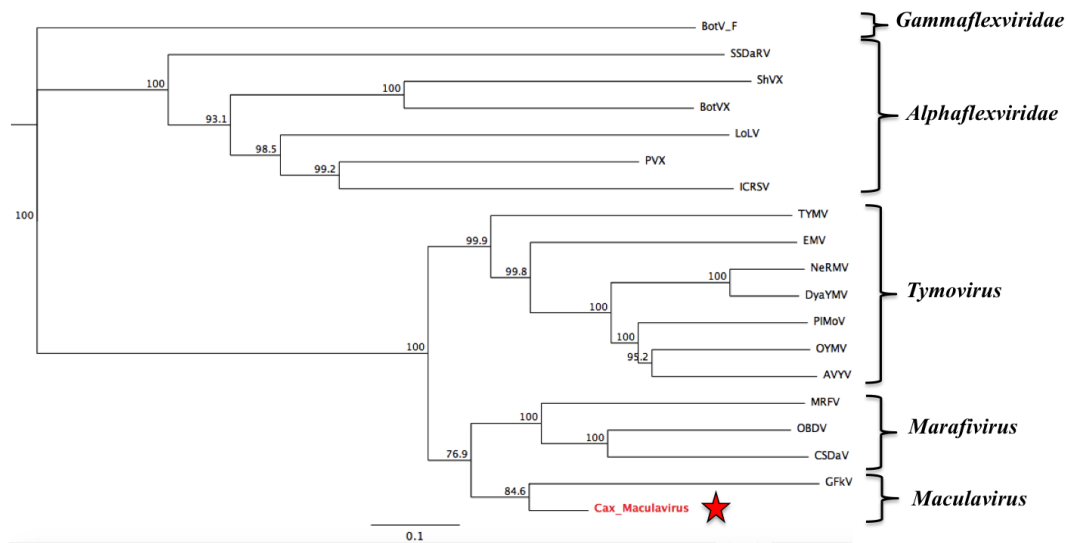 BotV_F
Gammaflexviridae
SSDaRV
100
ShVX
100
BotVX
93.1
Alphaflexviridae
LoLV
98.5
PVX
99.2
ICRSV
100
TYMV
99.9
EMV
99.8
NeRMV
100
DyaYMV
Tymovirus
100
PlMoV
100
OYMV
95.2
AVYV
100
MRFV
100
OBDV
Marafivirus
100
CSDaV
76.9
GFkV
84.6
Maculavirus
Cax_Maculavirus
0.1